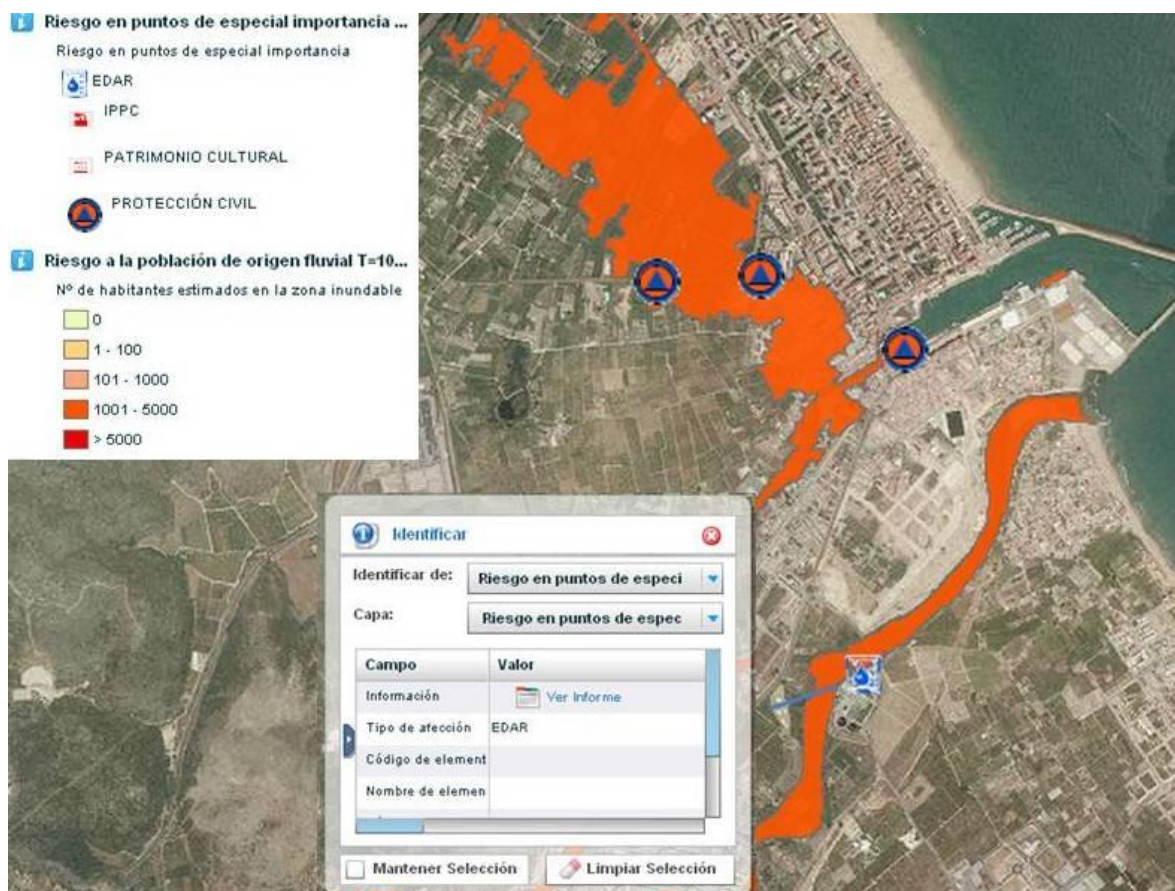 Riesgo en puntos de especial importancia ...
Riesgo en puntos de especial importancia
EDAR
IPPC
PATRIMONIO CULTURAL
PROTECCIÓN CIVIL
Riesgo a la población de origen fluvial T=10...
Nº de habitantes estimados en la zona inundable
0
1 - 100
101 - 1000
1001 - 5000
> 5000
Identificar
Identificar de: Riesgo en puntos de especi
Capa: Riesgo en puntos de espec
Campo Valor
Información Ver Informe
Tipo de afección EDAR
Código de element
Nombre de elemen
Mantener Selección Limpiar Selección